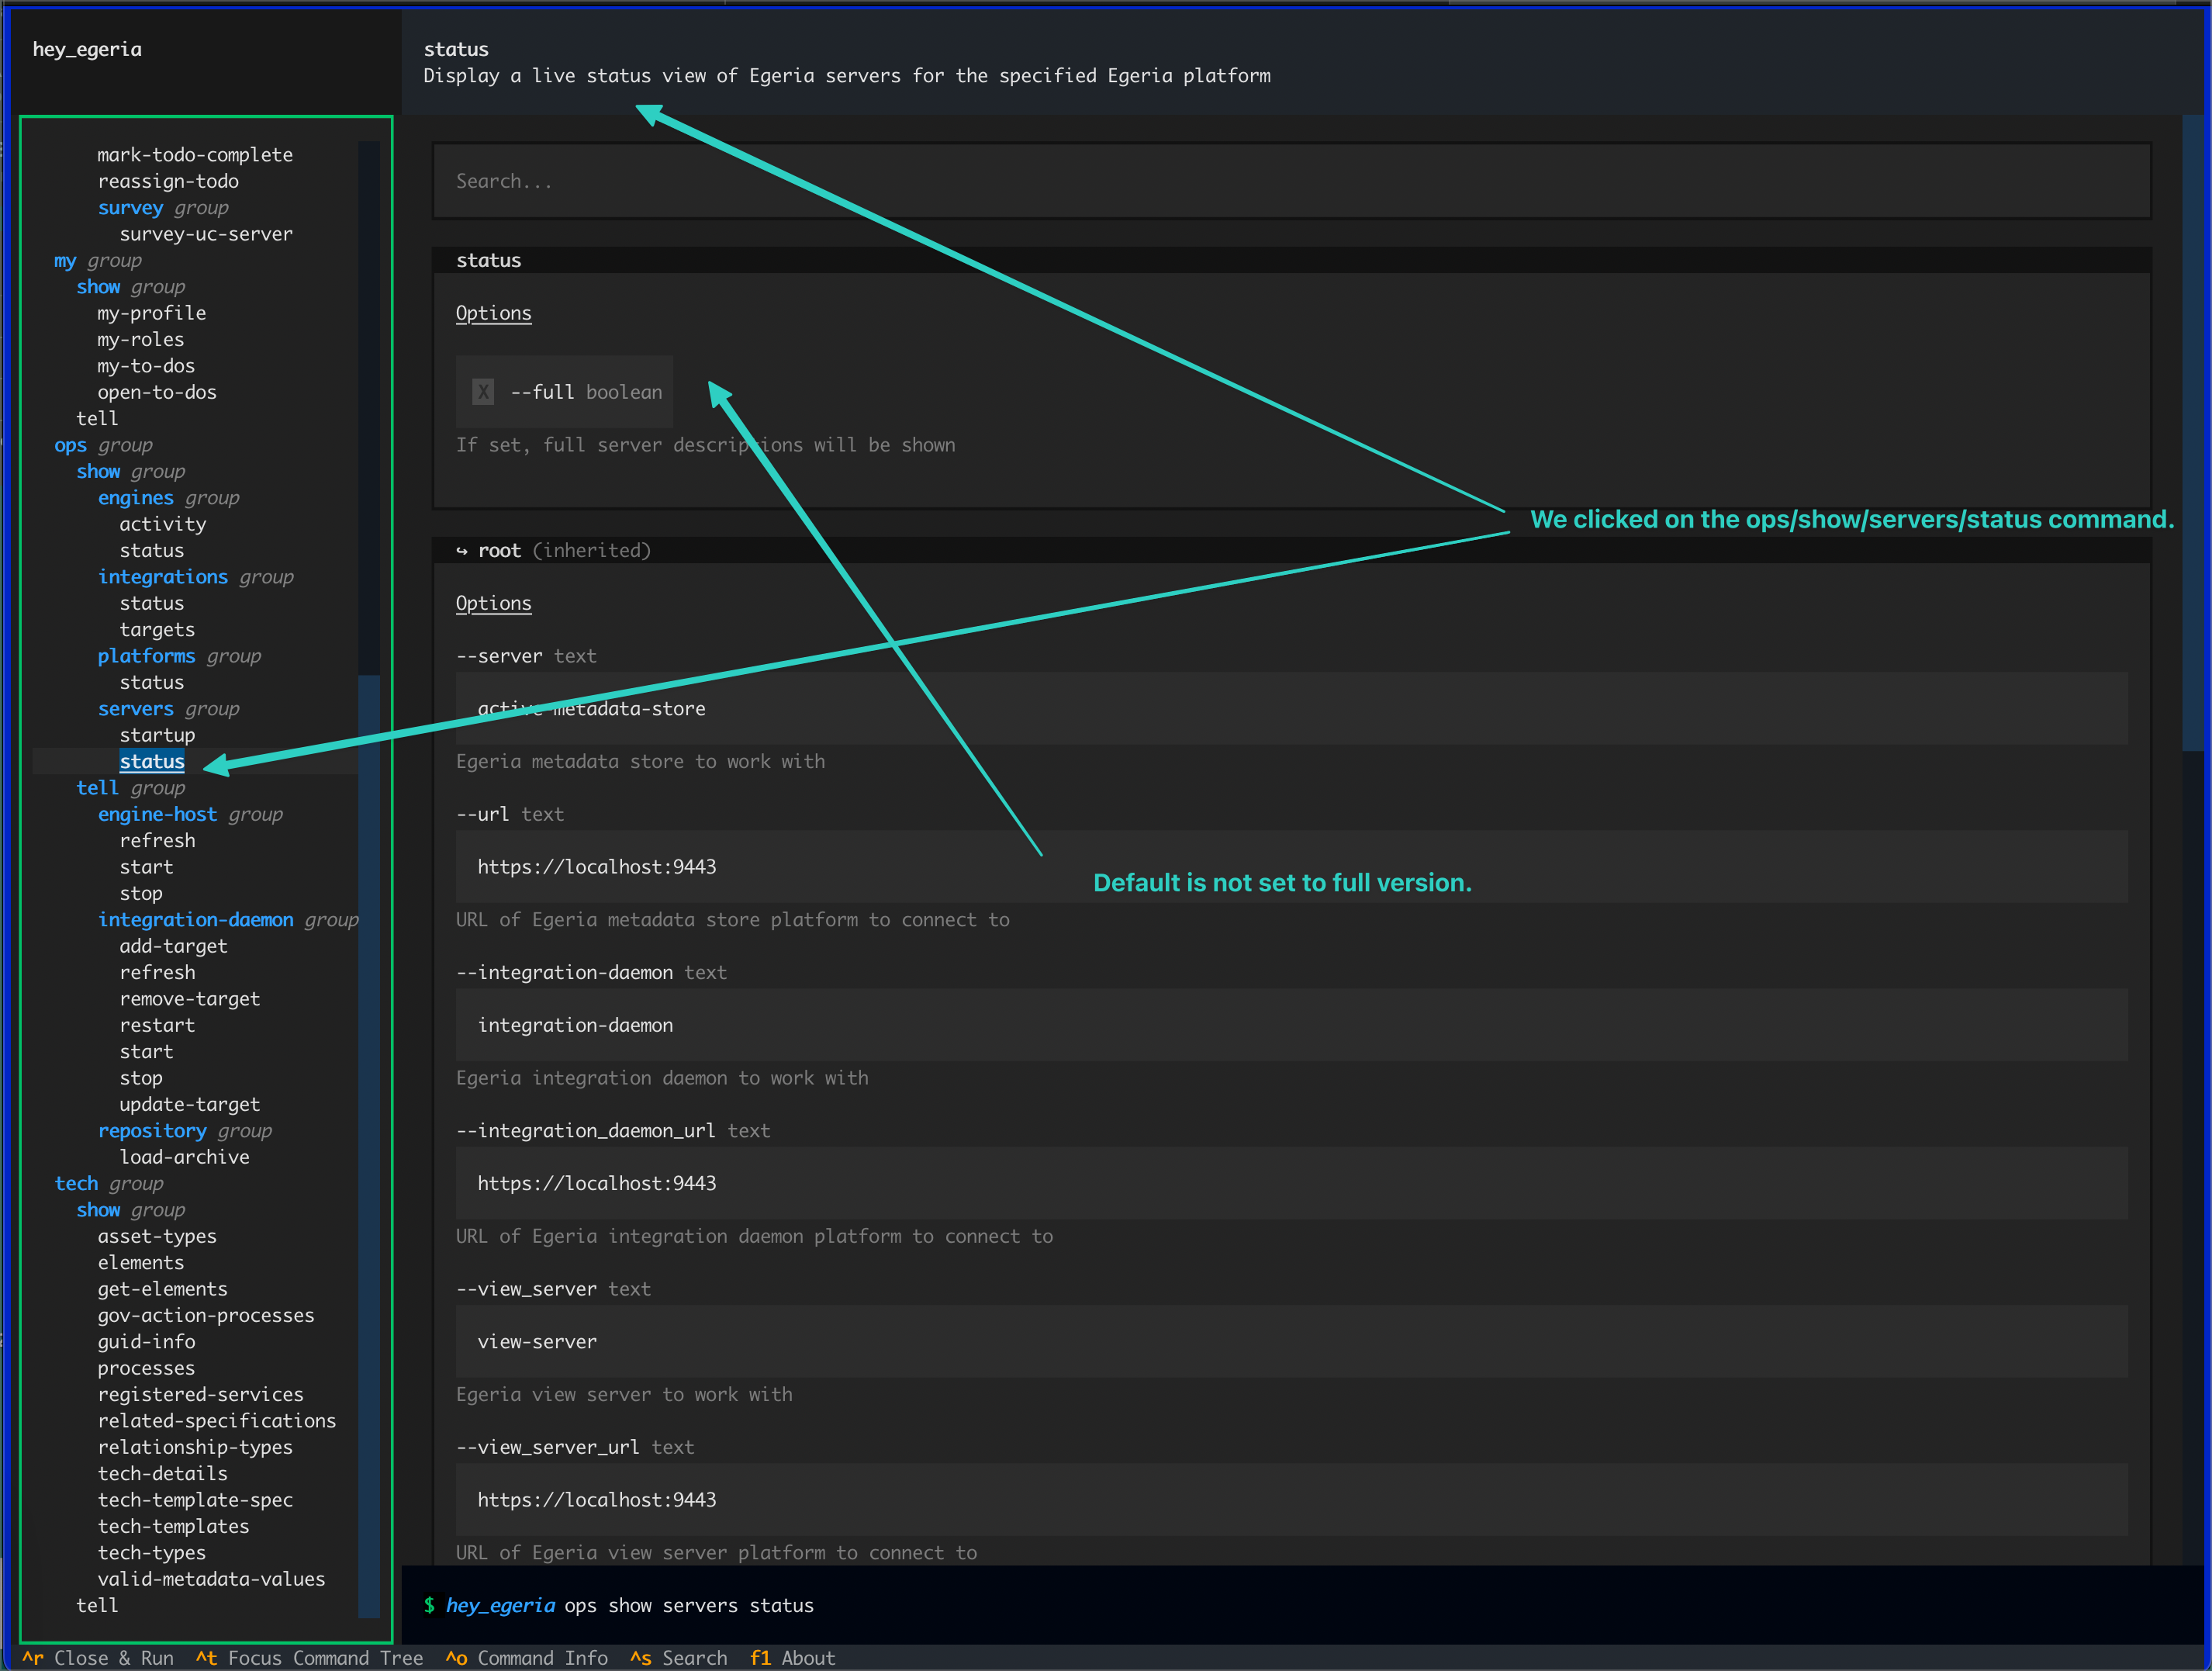 hey_egeria
status
Display a live status view of Egeria servers for the specified Egeria platform
mark-todo-complete
reassign-todo
survey group
survey-uc-server
my group
show group
my-profile
my-roles
my-to-dos
open-to-dos
tell
ops group
show group
engines group
activity
status
integrations group
status
targets
platforms group
status
servers group
startup
status
tell group
engine-host group
refresh
start
stop
integration-daemon group
add-target
refresh
remove-target
restart
start
stop
update-target
repository group
load-archive
tech group
show group
asset-types
elements
get-elements
gov-action-processes
guid-info
processes
registered-services
related-specifications
relationship-types
tech-details
tech-template-spec
tech-templates
tech-types
valid-metadata-values
tell
Search...
status
Options
X --full boolean
If set, full server descriptions will be shown
We clicked on the ops/show/servers/status command.
↪ root (inherited)
Options
--server text
active-metadata-store
Egeria metadata store to work with
--url text
https://localhost:9443
Default is not set to full version.
URL of Egeria metadata store platform to connect to
--integration-daemon text
integration-daemon
Egeria integration daemon to work with
--integration_daemon_url text
https://localhost:9443
URL of Egeria integration daemon platform to connect to
--view_server text
view-server
Egeria view server to work with
--view_server_url text
https://localhost:9443
URL of Egeria view server platform to connect to
$ hey_egeria ops show servers status
^r Close & Run ^t Focus Command Tree ^o Command Info ^s Search f1 About